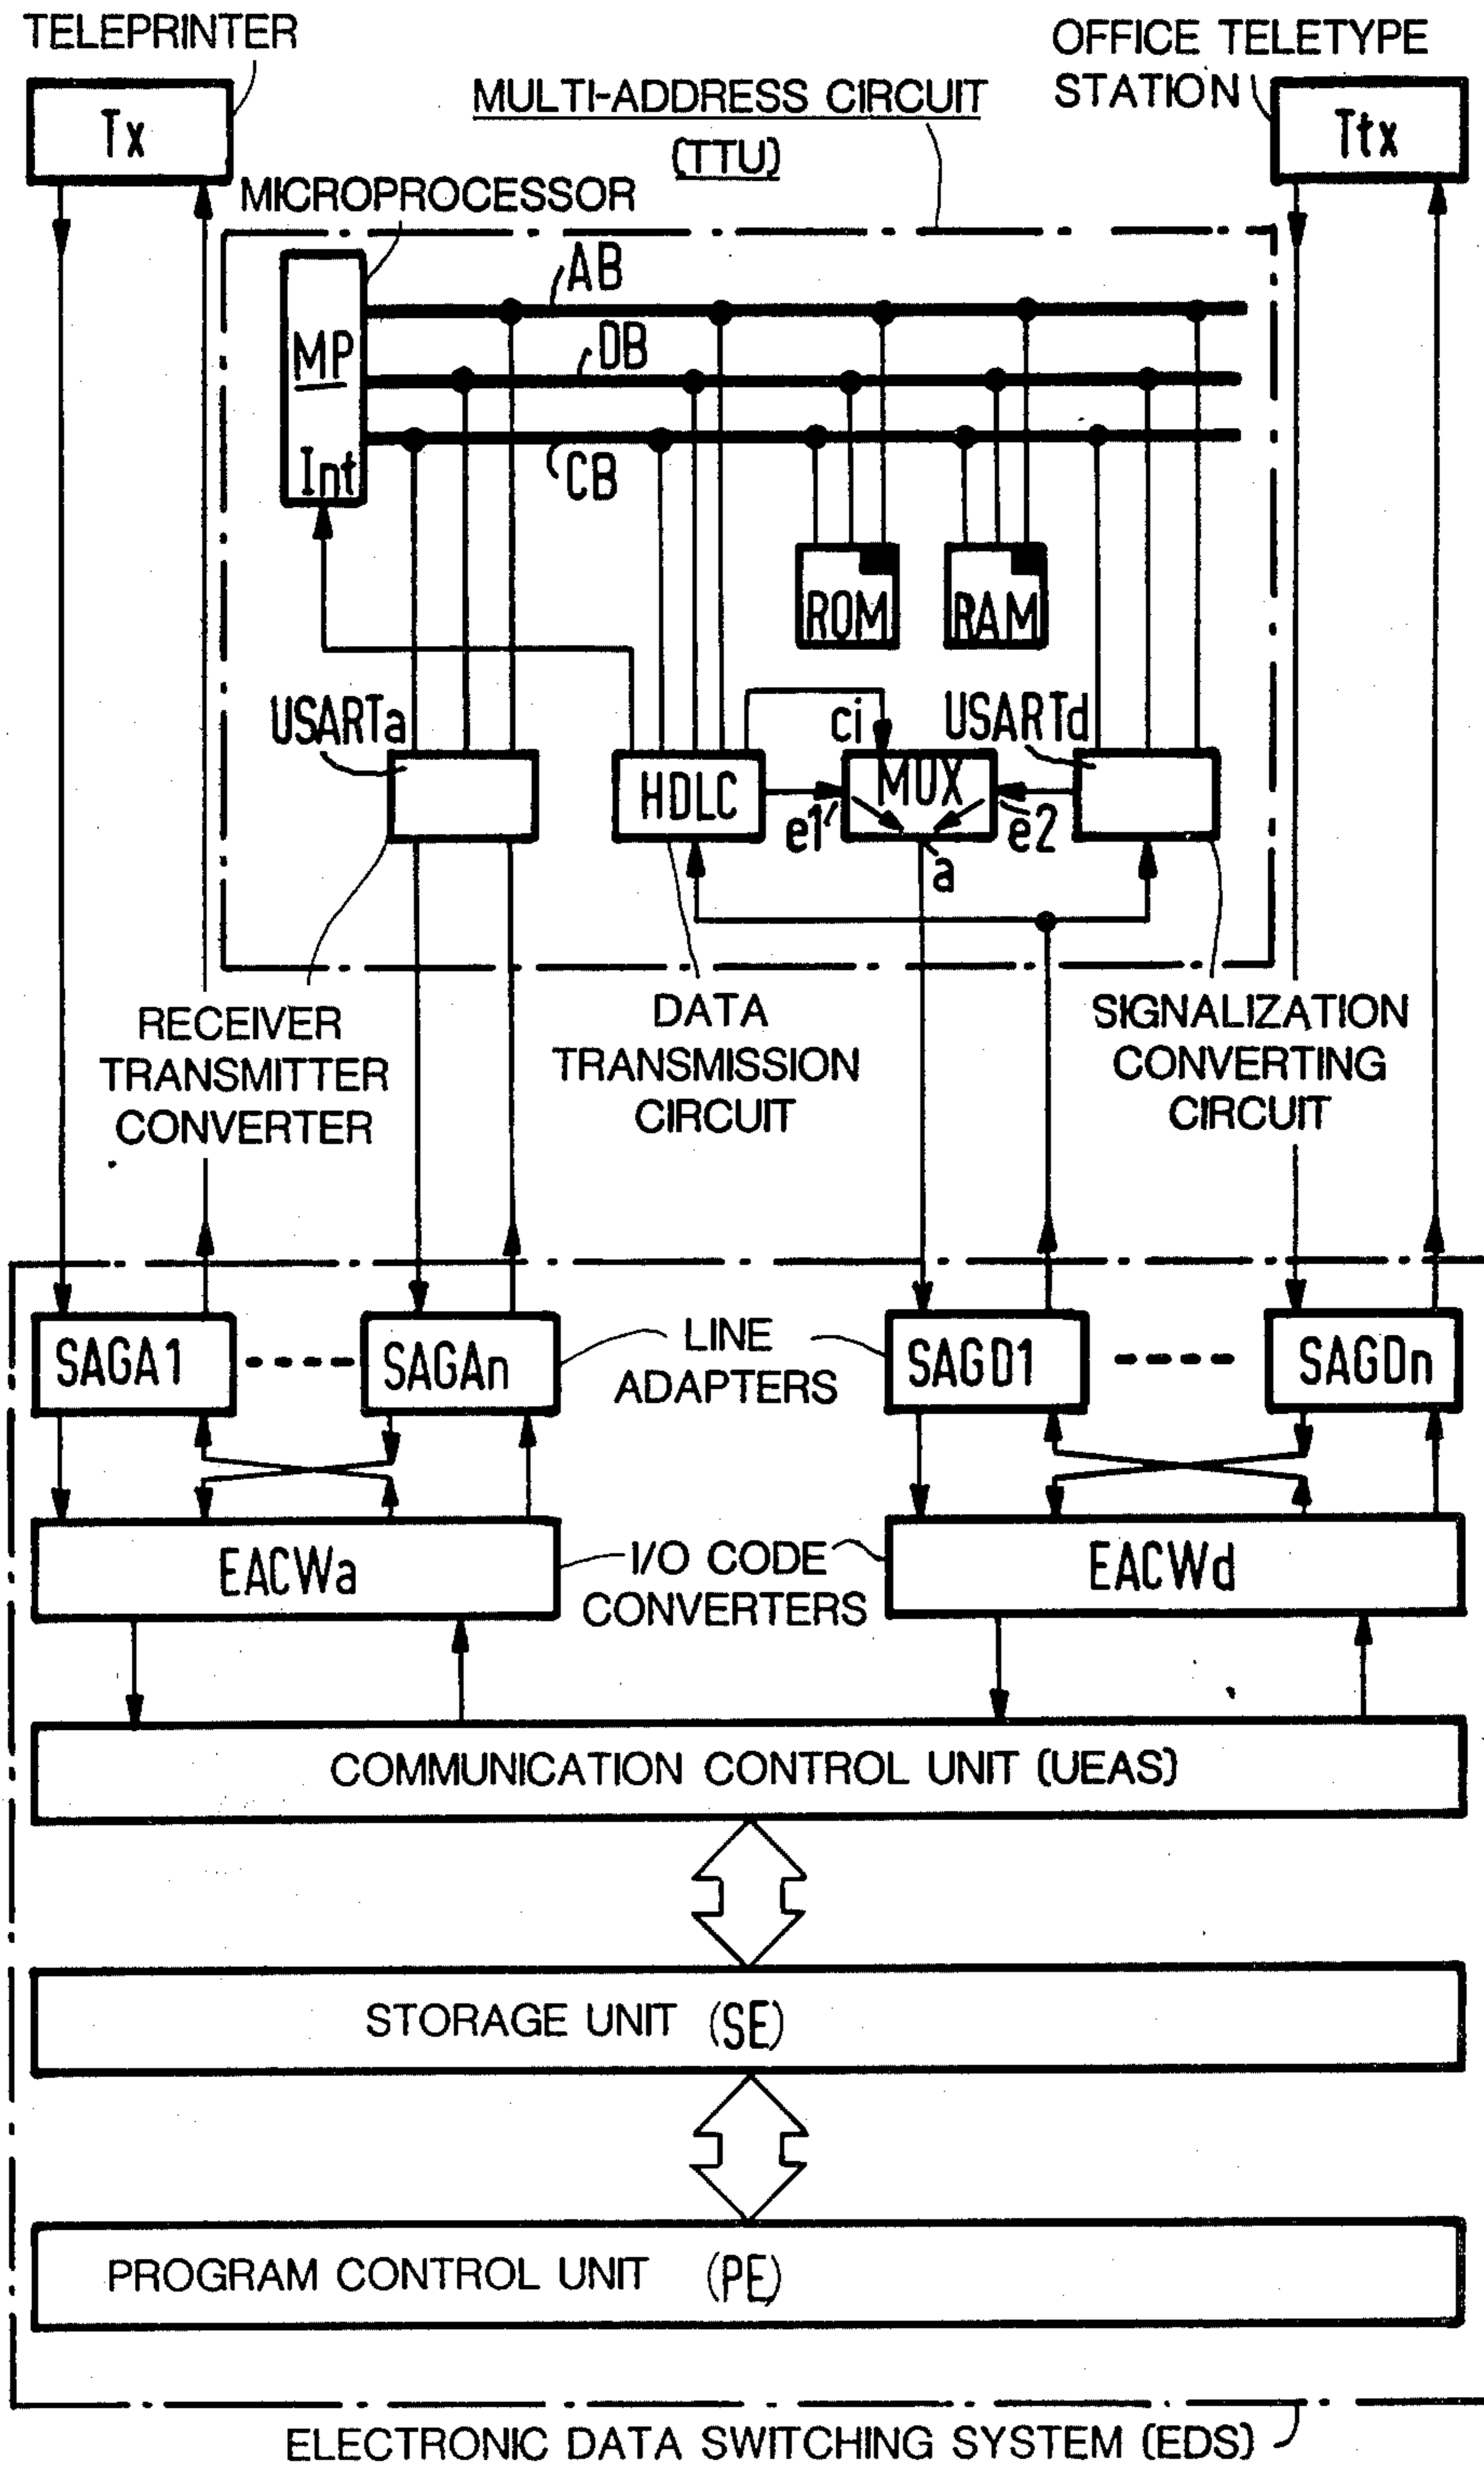 TELEPRINTER
OFFICE TELETYPE
STATION
Tx
MULTI-ADDRESS CIRCUIT
(TTU)
Ttx
MICROPROCESSOR
AB
MP
DB
Int
CB
ROM
RAM
USARTa
ci
USARTd
HDLC
MUX
e1
e2
a
RECEIVER
TRANSMITTER
CONVERTER
DATA
TRANSMISSION
CIRCUIT
SIGNALIZATION
CONVERTING
CIRCUIT
SAGA1
SAGAn
LINE
ADAPTERS
SAGD1
SAGDn
EACWa
I/O CODE
CONVERTERS
EACWd
COMMUNICATION CONTROL UNIT (UEAS)
STORAGE UNIT (SE)
PROGRAM CONTROL UNIT (PE)
ELECTRONIC DATA SWITCHING SYSTEM (EDS)